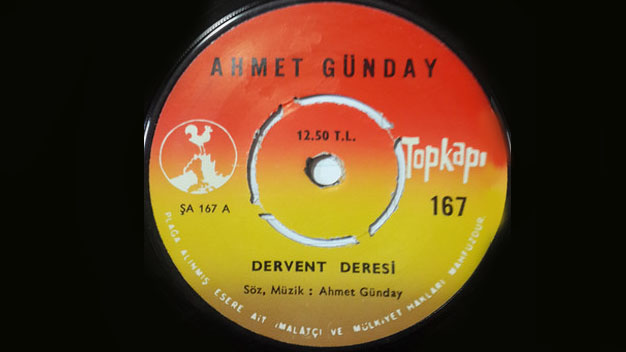 AHMET GÜNDAY
12.50 T.L.
Topkapı
ŞA 167 A
167
DERVENT DERESİ
Söz, Müzik : Ahmet Günday
PLAĞA ALINMIŞ ESERE AİT İMALATÇI VE MÜLKİYET HAKLARI MAHFUZDUR.